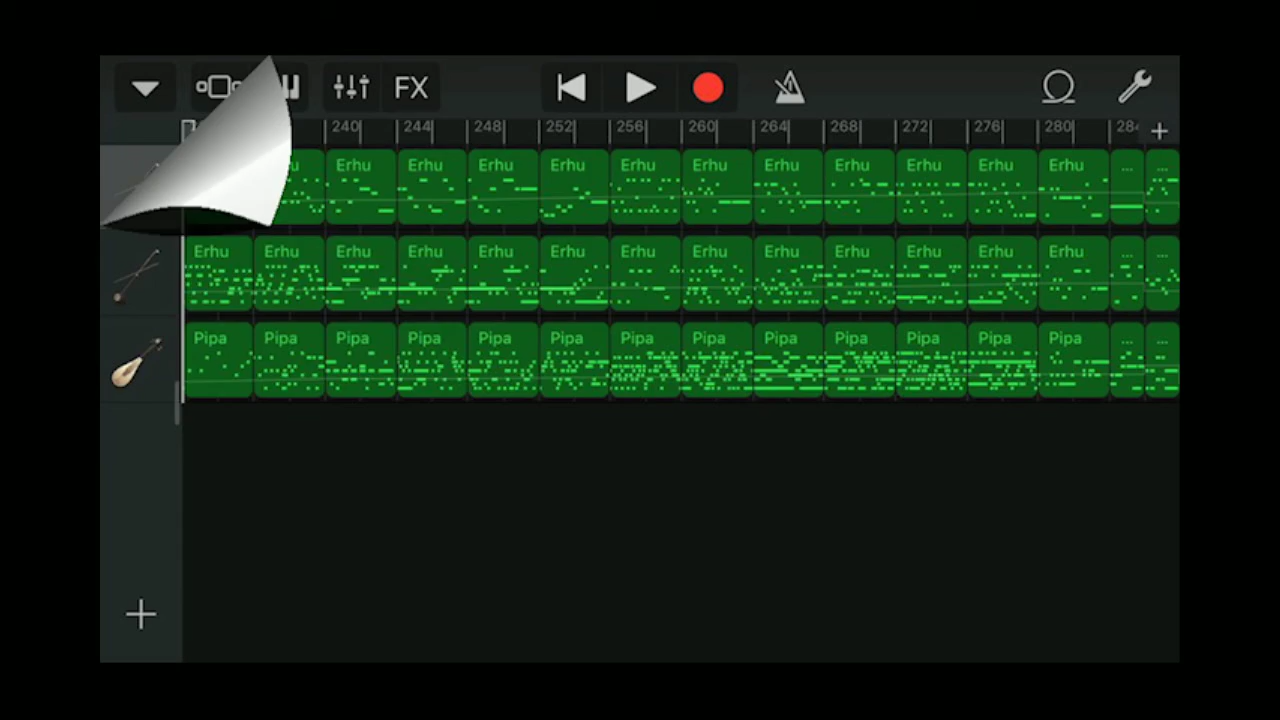 FX
240 244 248 252 256 260 264 268 272 276 280
Erhu Erhu Erhu Erhu Erhu Erhu Erhu Erhu Erhu Erhu Erhu ... ...
Erhu Erhu Erhu Erhu Erhu Erhu Erhu Erhu Erhu Erhu Erhu Erhu Erhu ... ...
Pipa Pipa Pipa Pipa Pipa Pipa Pipa Pipa Pipa Pipa Pipa Pipa Pipa ... ...